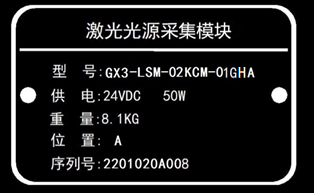 激光光源采集模块
型 号:GX3-LSM-02KCM-01GHA
供 电:24VDC 50W
重 量:8.1KG
位 置: A
序列号:2201020A008